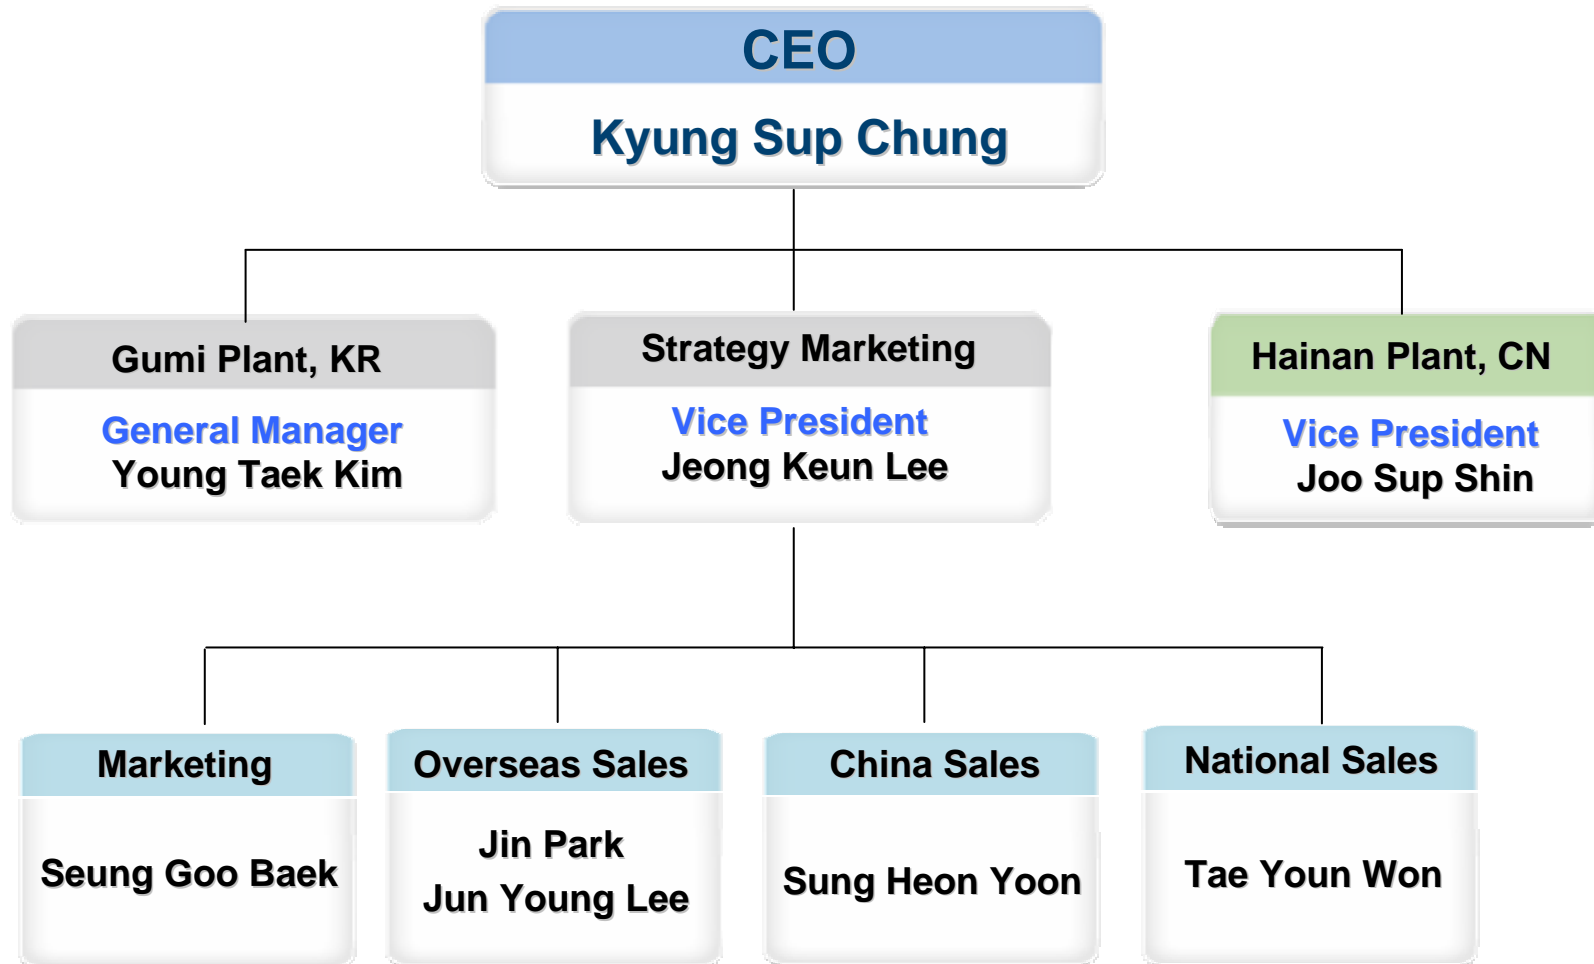 CEO
Kyung Sup Chung
Gumi Plant, KR
General Manager
Young Taek Kim
Strategy Marketing
Vice President
Jeong Keun Lee
Hainan Plant, CN
Vice President
Joo Sup Shin
Marketing
Seung Goo Baek
Overseas Sales
Jin Park
Jun Young Lee
China Sales
Sung Heon Yoon
National Sales
Tae Youn Won